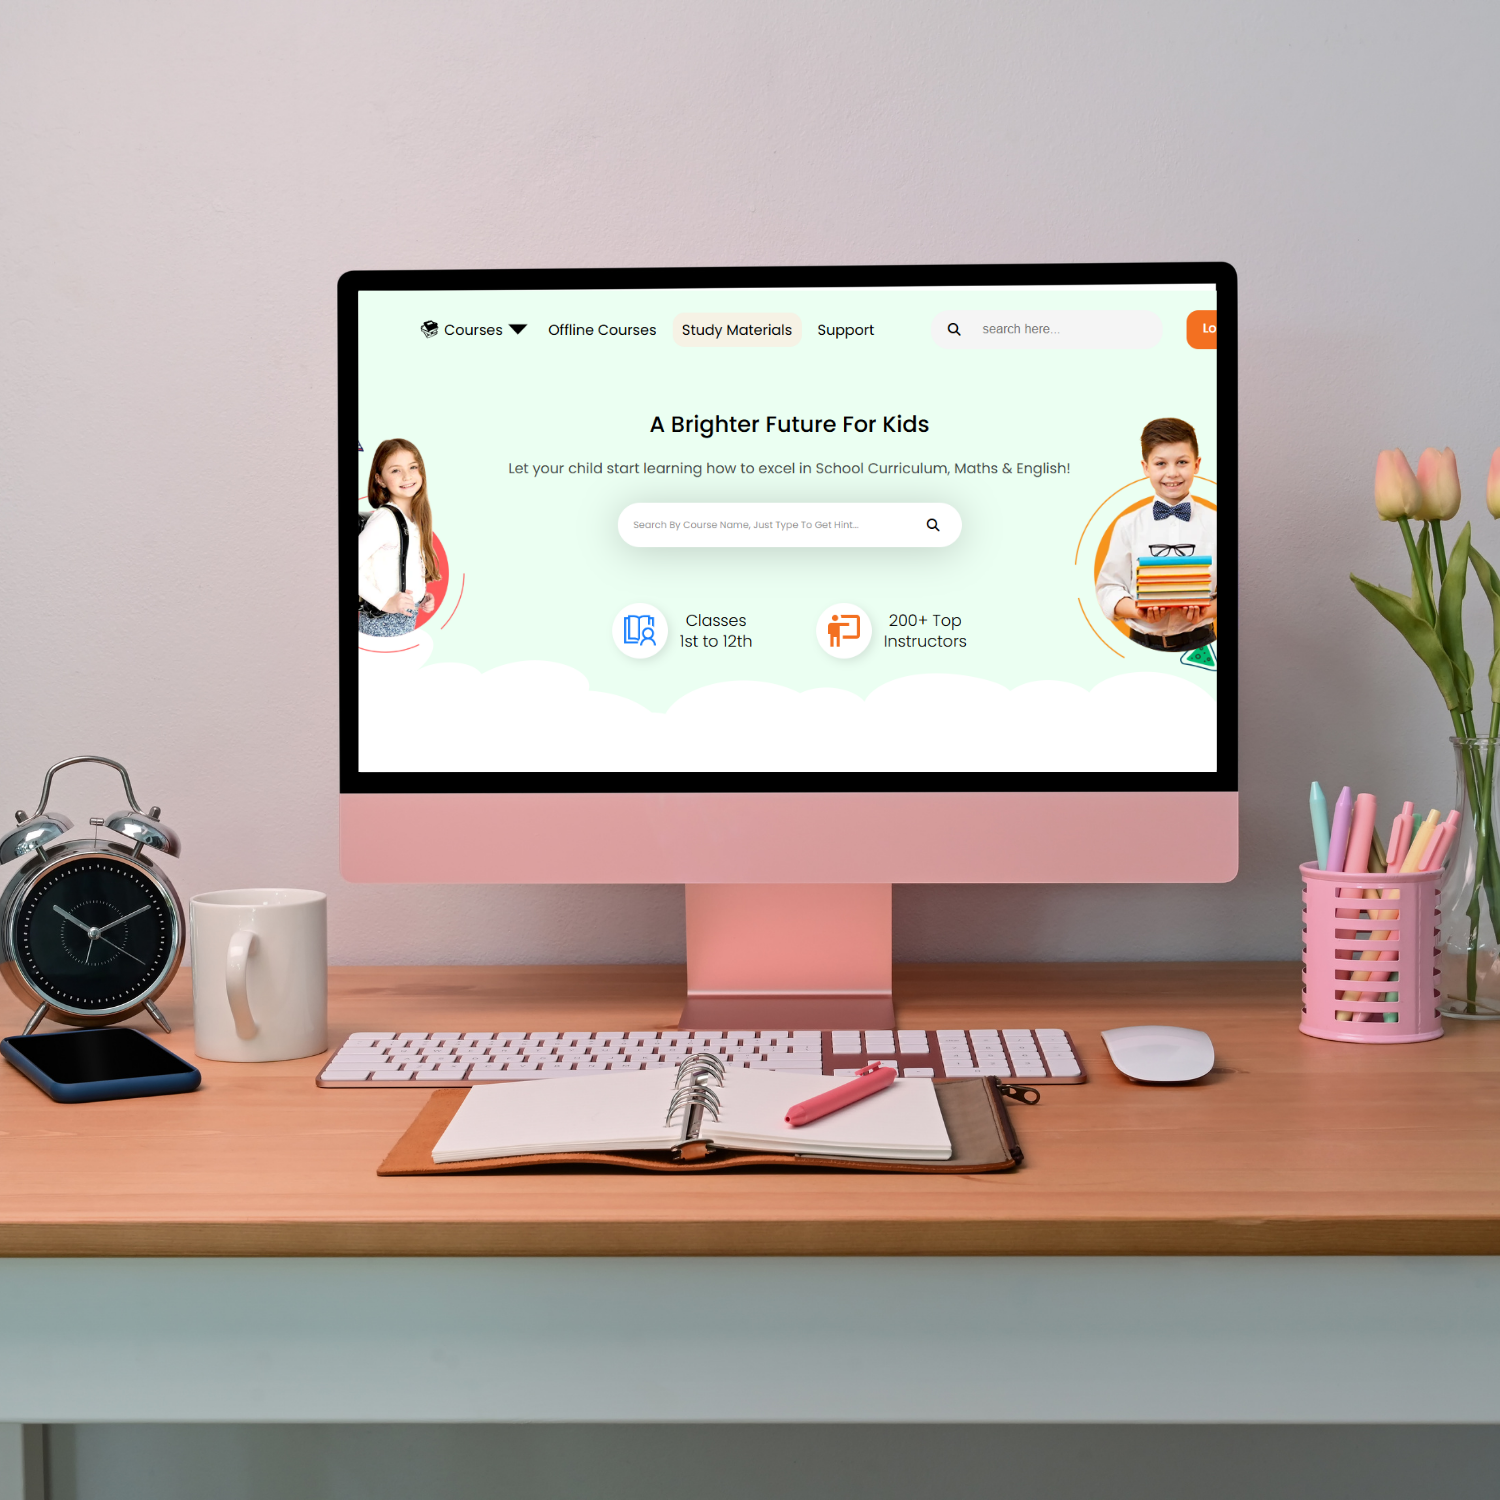 Courses Offline Courses Study Materials Support search here... Lo
A Brighter Future For Kids
Let your child start learning how to excel in School Curriculum, Maths & English!
Search By Course Name, Just Type To Get Hint...
Classes
1st to 12th
200+ Top
Instructors